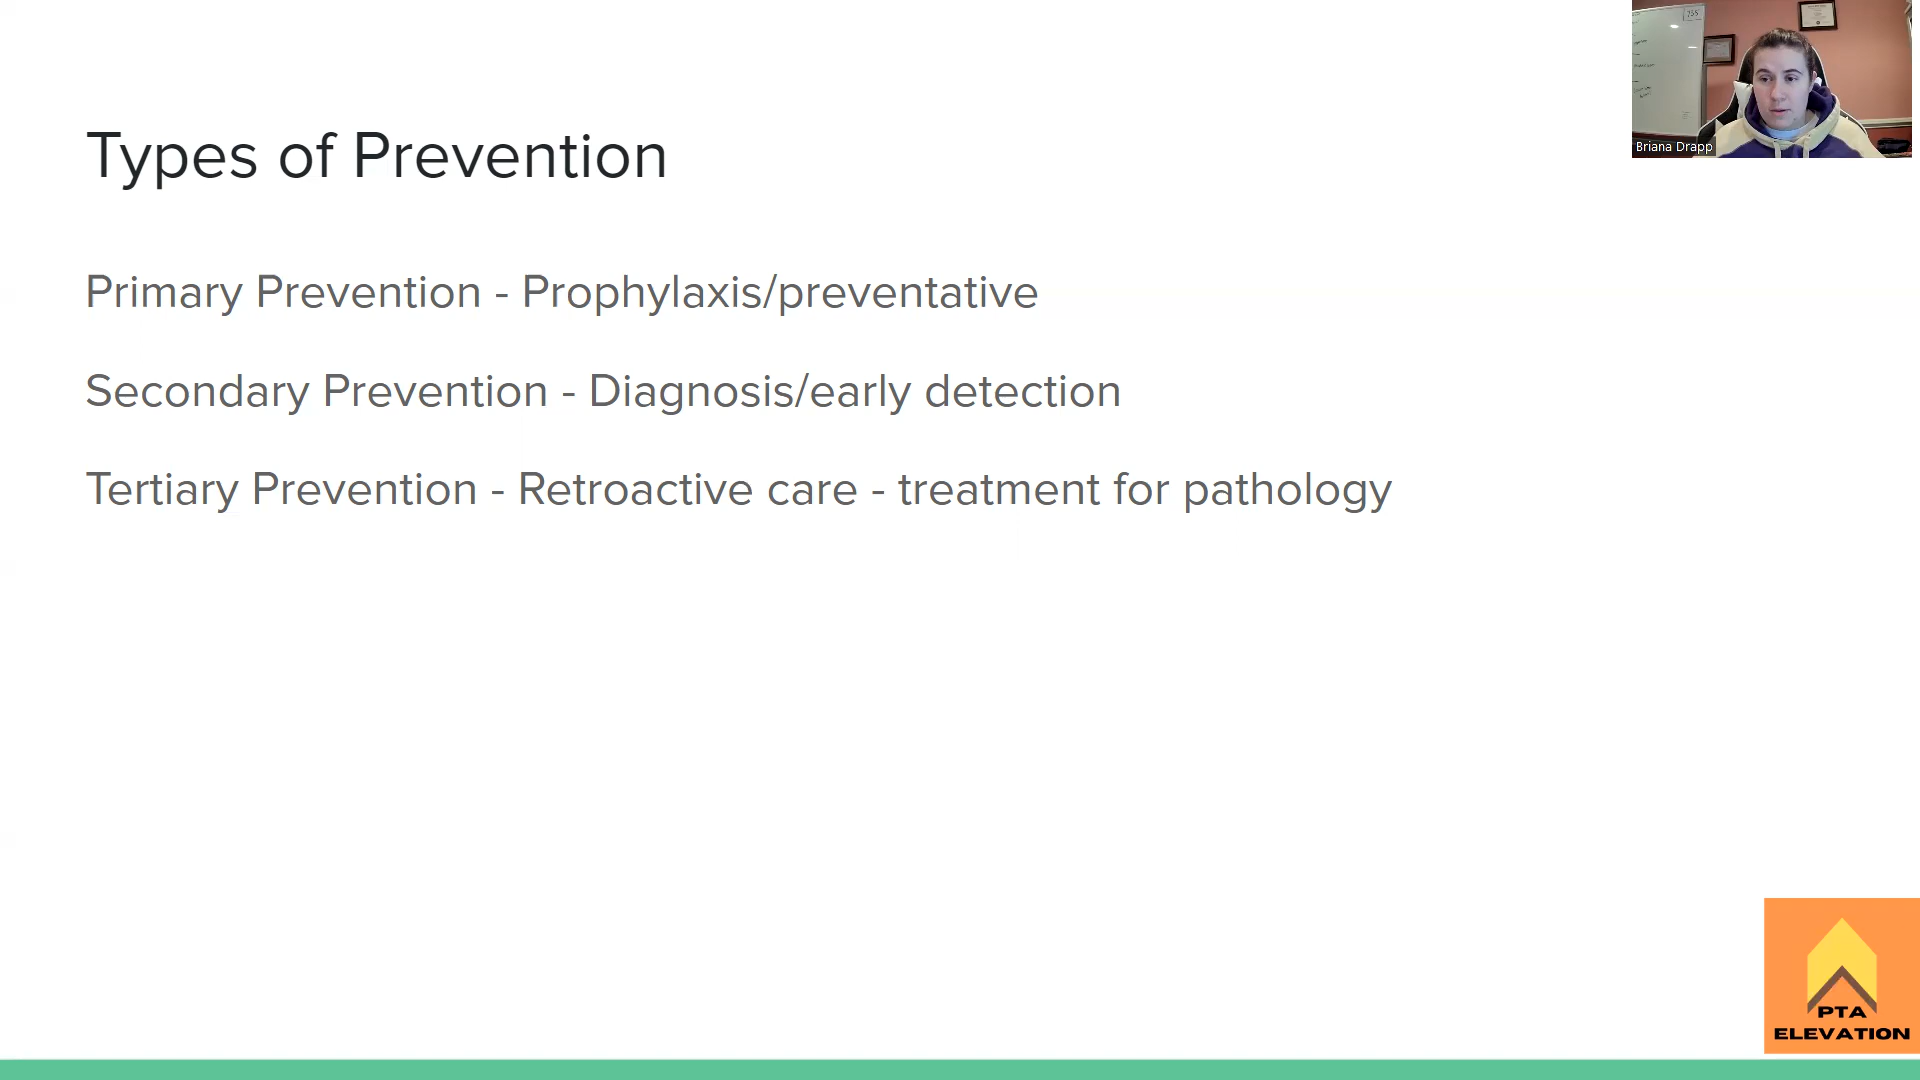 Types of Prevention
Primary Prevention - Prophylaxis/preventative
Secondary Prevention - Diagnosis/early detection
Tertiary Prevention - Retroactive care - treatment for pathology
755
Briana Drapp
PTA
ELEVATION